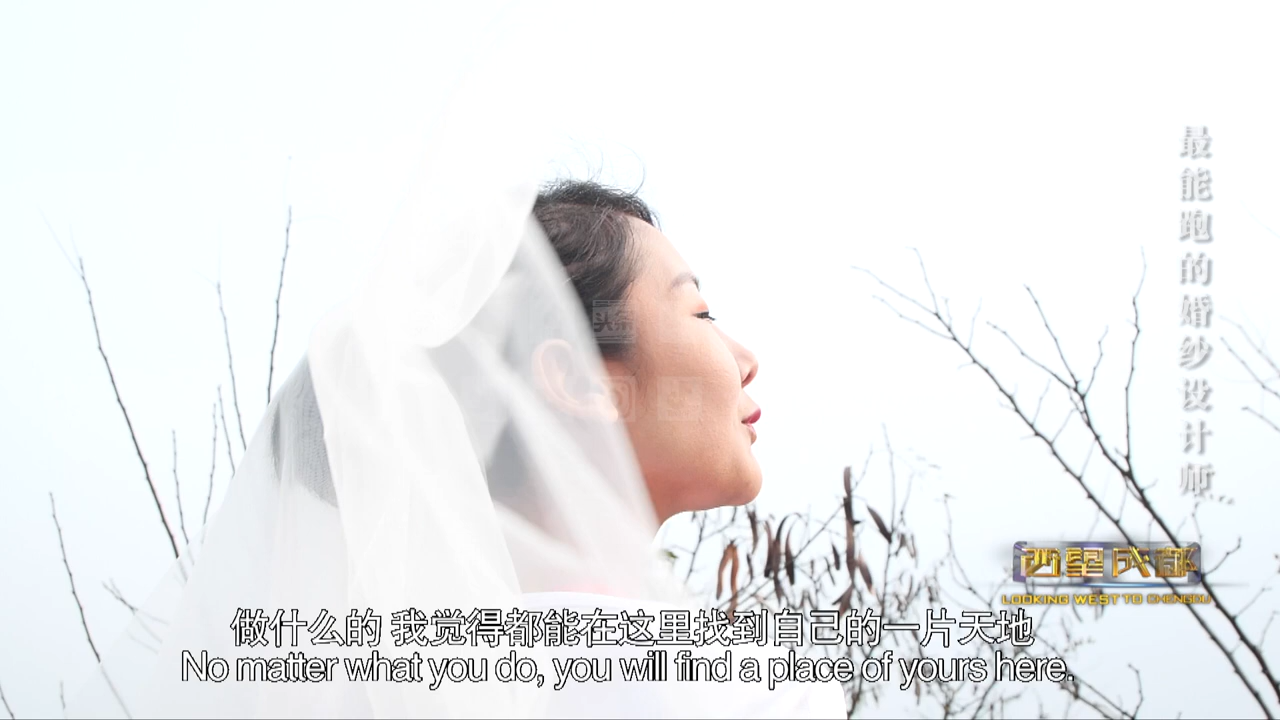 最能跑的婚纱设计师
头条
西望成都
LOOKING WEST TO CHENGDU
做什么的 我觉得都能在这里找到自己的一片天地
No matter what you do, you will find a place of yours here.